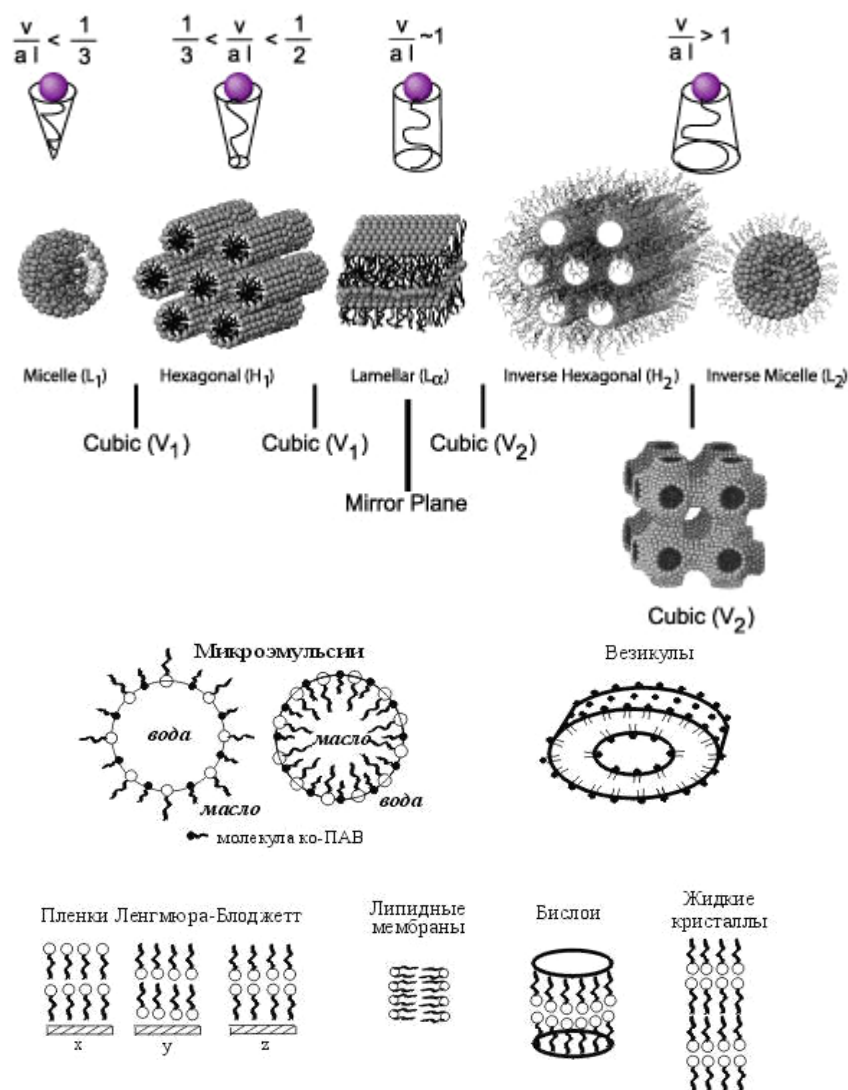 v/al < 1/3
1/3 < v/al < 1/2
v/al ~1
v/al > 1
Micelle (L₁)
Hexagonal (H₁)
Lamellar (Lα)
Inverse Hexagonal (H₂)
Inverse Micelle (L₂)
Cubic (V₁)
Cubic (V₁)
Cubic (V₂)
Mirror Plane
Cubic (V₂)
Микроэмульсии
вода
масло
масло
вода
молекула ко-ПАВ
Везикулы
Пленки Ленгмюра-Блоджетт
x
y
z
Липидные
мембраны
Бислои
Жидкие
кристаллы